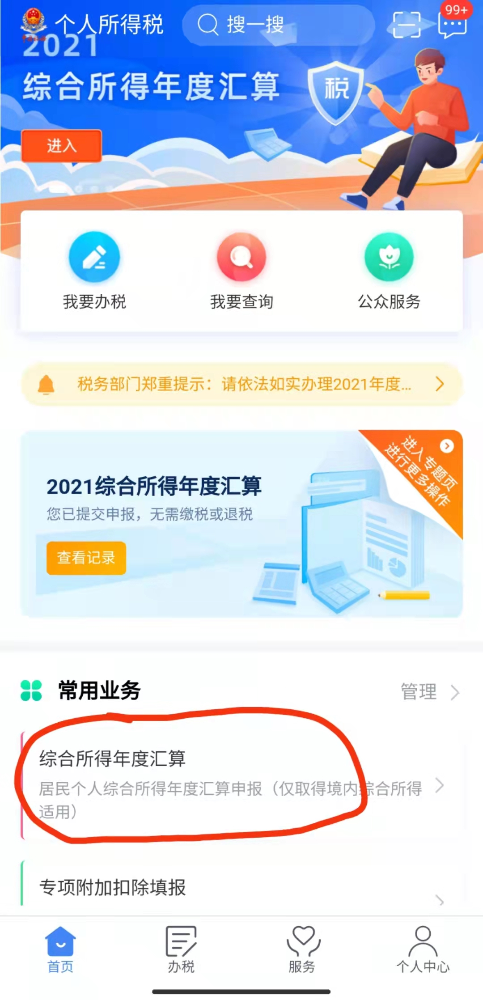 个人所得税
搜一搜
99+
2021
综合所得年度汇算
税
进入
我要办税
我要查询
公众服务
税务部门郑重提示：请依法如实办理2021年度...
进入专题页
进行更多操作
2021综合所得年度汇算
您已提交申报，无需缴税或退税
查看记录
常用业务
管理
综合所得年度汇算
居民个人综合所得年度汇算申报（仅取得境内综合所得
适用）
专项附加扣除填报
首页
办税
服务
个人中心